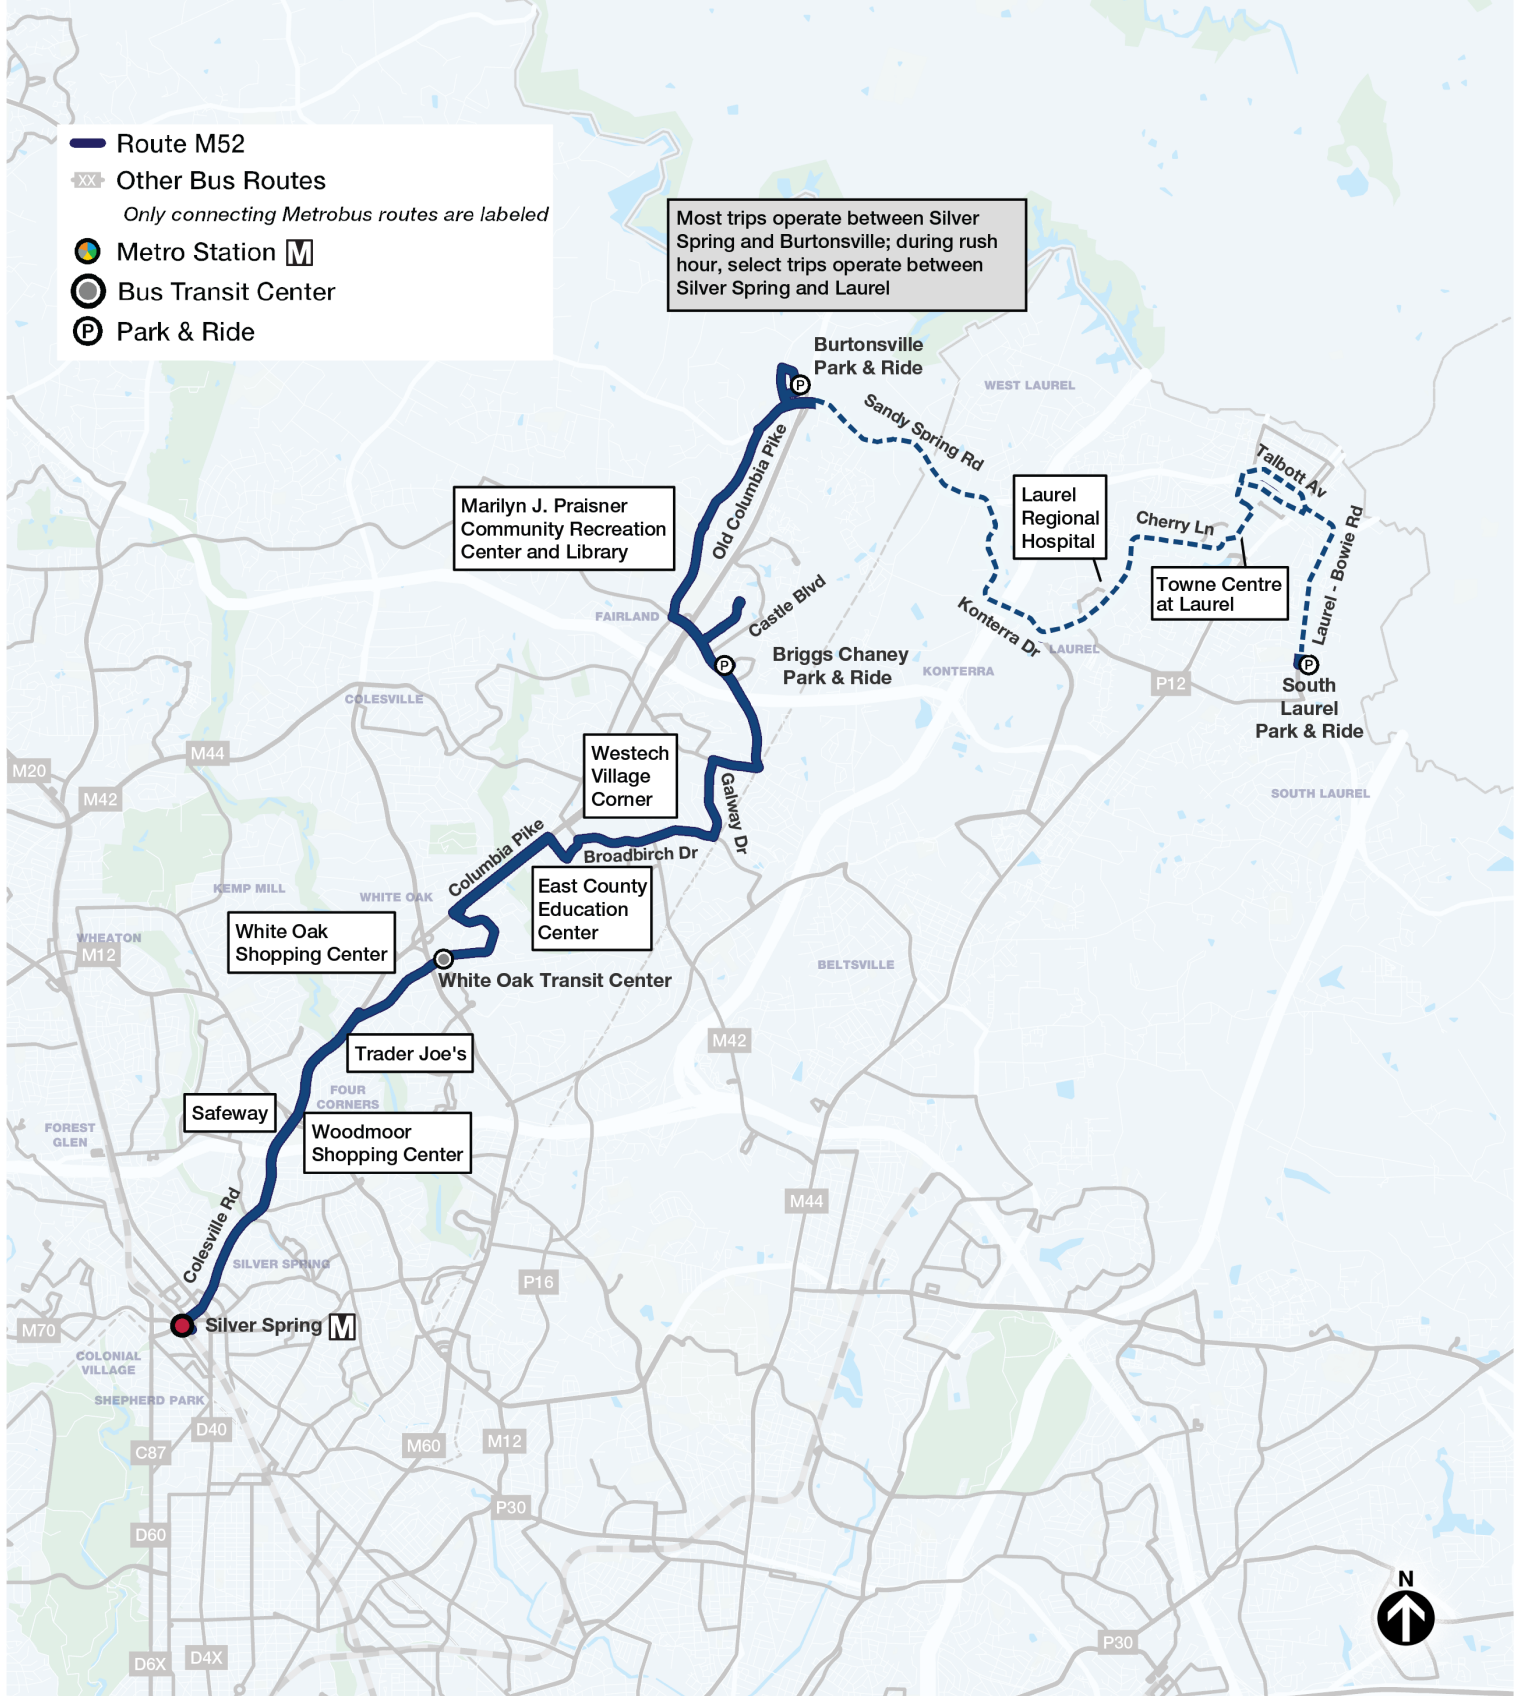 Route M52
XX Other Bus Routes
Only connecting Metrobus routes are labeled
Metro Station M
Bus Transit Center
P Park & Ride
Most trips operate between Silver
Spring and Burtonsville; during rush
hour, select trips operate between
Silver Spring and Laurel
Burtonsville
Park & Ride
P
WEST LAUREL
Sandy Spring Rd
Old Columbia Pike
Talbott Av
Laurel
Regional
Hospital
Cherry Ln
Laurel - Bowie Rd
Marilyn J. Praisner
Community Recreation
Center and Library
Towne Centre
at Laurel
Castle Blvd
FAIRLAND
Konterra Dr
LAUREL
P
Briggs Chaney
Park & Ride
KONTERRA
P12
P
South
Laurel
Park & Ride
COLESVILLE
M44
M20
M42
Westech
Village
Corner
Galway Dr
SOUTH LAUREL
Columbia Pike
Broadbirch Dr
KEMP MILL
WHITE OAK
East County
Education
Center
White Oak
Shopping Center
WHEATON
M12
BELTSVILLE
White Oak Transit Center
M42
Trader Joe's
FOUR
CORNERS
Safeway
Woodmoor
Shopping Center
FOREST
GLEN
Colesville Rd
M44
SILVER SPRING
P16
Silver Spring M
M70
COLONIAL
VILLAGE
SHEPHERD PARK
D40
C87
M60
M12
P30
D60
D6X
D4X
P30
N